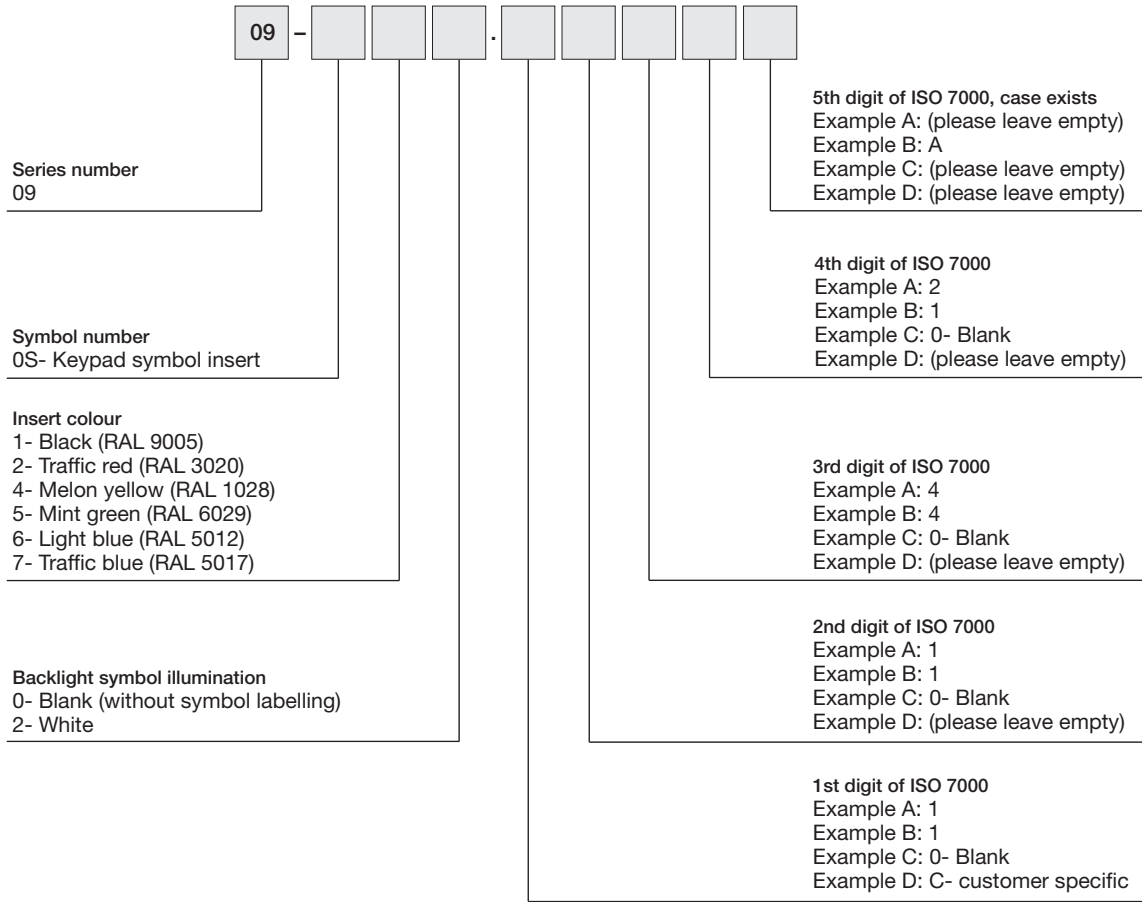 09 – .
Series number
09
Symbol number
0S- Keypad symbol insert
Insert colour
1- Black (RAL 9005)
2- Traffic red (RAL 3020)
4- Melon yellow (RAL 1028)
5- Mint green (RAL 6029)
6- Light blue (RAL 5012)
7- Traffic blue (RAL 5017)
Backlight symbol illumination
0- Blank (without symbol labelling)
2- White
5th digit of ISO 7000, case exists
Example A: (please leave empty)
Example B: A
Example C: (please leave empty)
Example D: (please leave empty)
4th digit of ISO 7000
Example A: 2
Example B: 1
Example C: 0- Blank
Example D: (please leave empty)
3rd digit of ISO 7000
Example A: 4
Example B: 4
Example C: 0- Blank
Example D: (please leave empty)
2nd digit of ISO 7000
Example A: 1
Example B: 1
Example C: 0- Blank
Example D: (please leave empty)
1st digit of ISO 7000
Example A: 1
Example B: 1
Example C: 0- Blank
Example D: C- customer specific